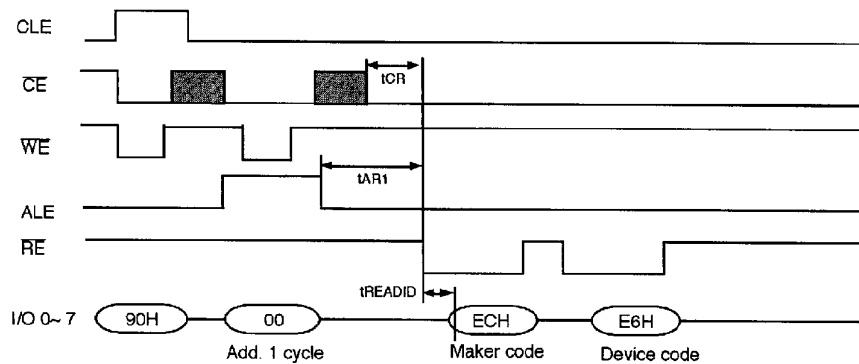 CLE
CE
tCR
WE
tAR1
ALE
RE
tREADID
I/O 0~ 7
90H
00
ECH
E6H
Add. 1 cycle
Maker code
Device code